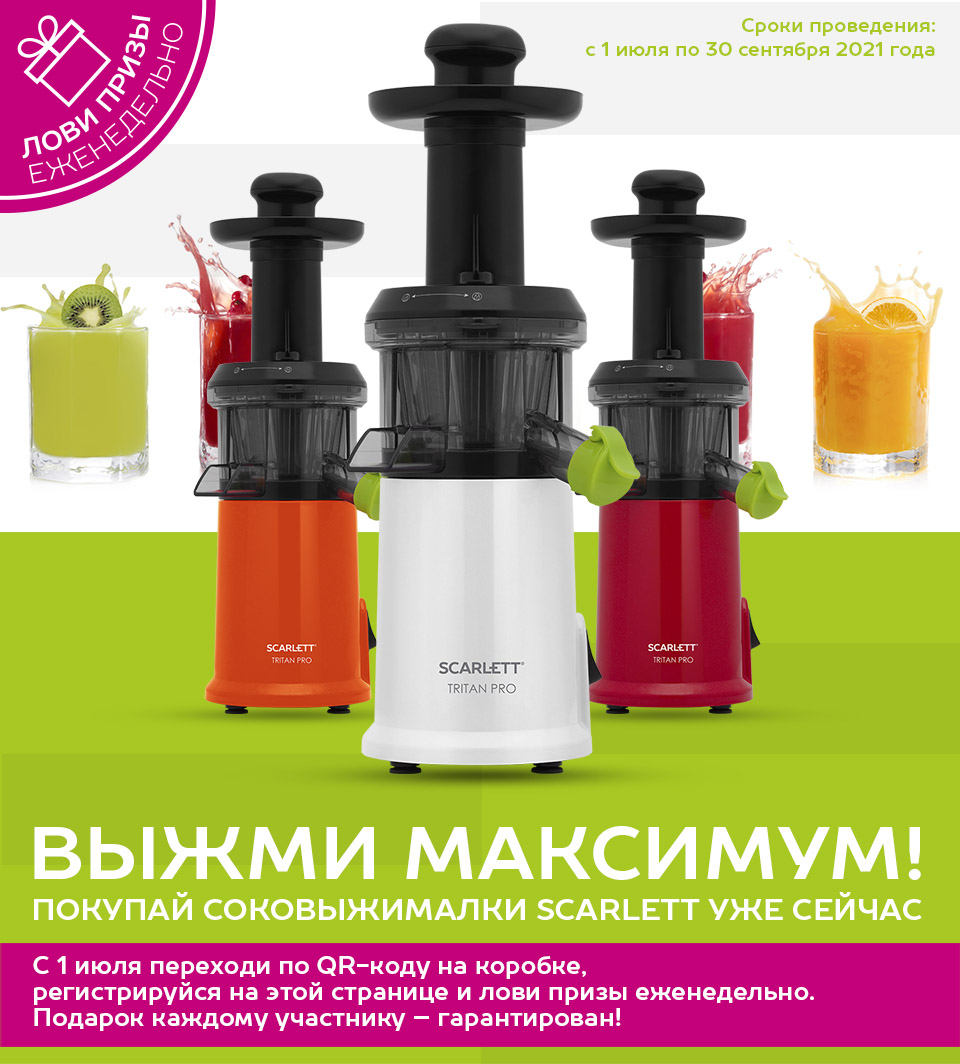 ЛОВИ ПРИЗЫ
ЕЖЕНЕДЕЛЬНО
Сроки проведения:
с 1 июля по 30 сентября 2021 года
SCARLETT®
TRITAN PRO
SCARLETT®
TRITAN PRO
SCARLETT®
TRITAN PRO
ВЫЖМИ МАКСИМУМ!
ПОКУПАЙ СОКОВЫЖИМАЛКИ SCARLETT УЖЕ СЕЙЧАС
С 1 июля переходи по QR-коду на коробке,
регистрируйся на этой странице и лови призы еженедельно.
Подарок каждому участнику – гарантирован!